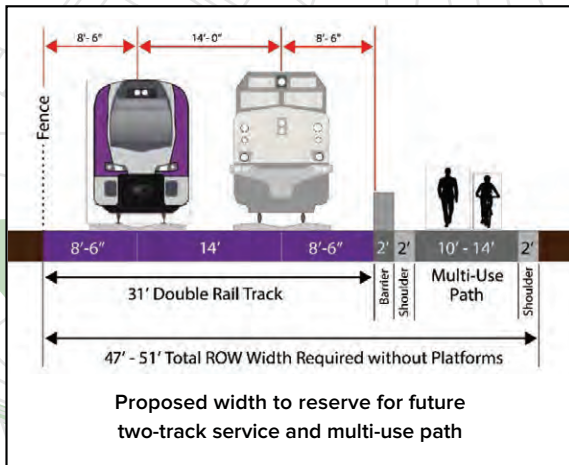 8'- 6"
14'- 0"
8'- 6"
Fence
8'-6"
14'
8'-6"
2'
2'
10' - 14'
2'
31' Double Rail Track
Barrier
Shoulder
Multi-Use
Path
Shoulder
47' - 51' Total ROW Width Required without Platforms
Proposed width to reserve for future
two-track service and multi-use path